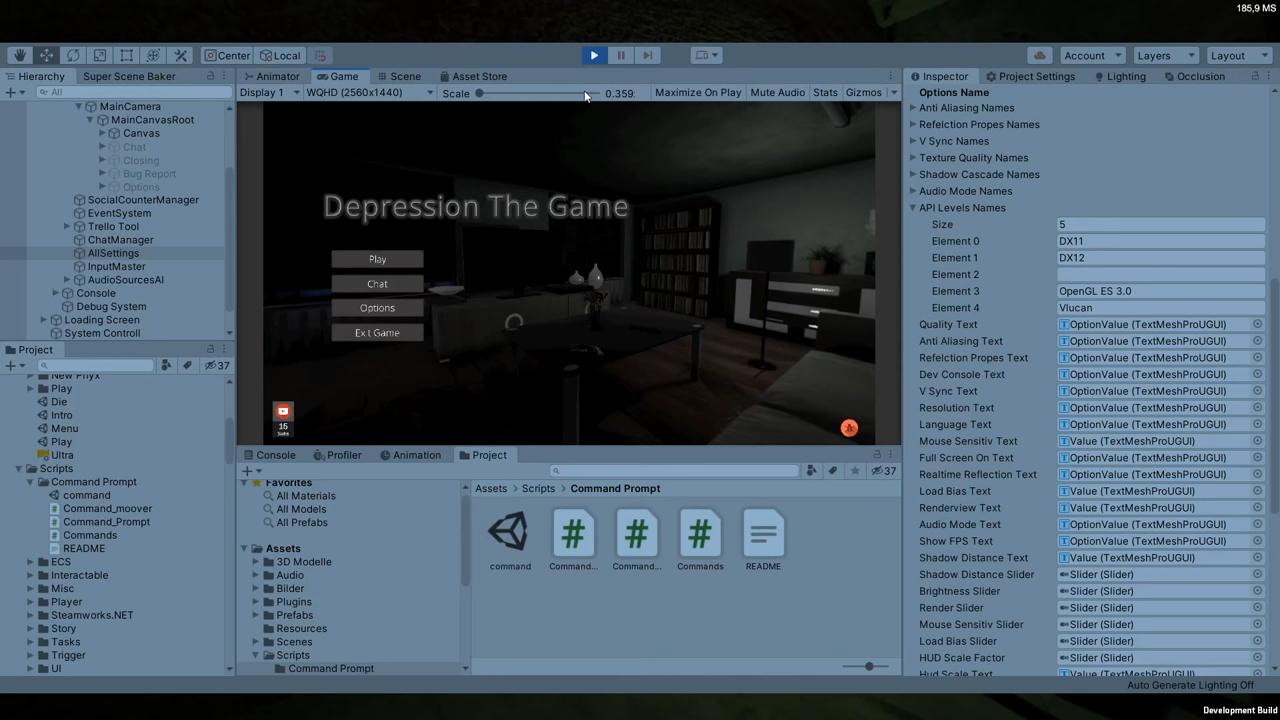 185,9 MS
Center Local Account Layers Layout
Hierarchy Super Scene Baker
All
MainCamera
MainCanvasRoot
Canvas
Chat
Closing
Bug Report
Options
SocialCounterManager
EventSystem
Trello Tool
ChatManager
AllSettings
InputMaster
AudioSourcesAI
Console
Debug System
Loading Screen
System Controll
Project
37
New Phyx
Play
Die
Intro
Menu
Play
Ultra
Scripts
Command Prompt
command
Command_moover
Command_Prompt
Commands
README
ECS
Interactable
Misc
Player
Steamworks.NET
Story
Tasks
Trigger
UI
Animator Game Scene Asset Store
Display 1 WQHD (2560x1440) Scale 0.359: Maximize On Play Mute Audio Stats Gizmos
Depression The Game
Play
Chat
Options
Exit Game
15
Subs
Console Profiler Animation Project
37
Favorites
All Materials
All Models
All Prefabs
Assets
3D Modelle
Audio
Bilder
Plugins
Prefabs
Resources
Scenes
Scripts
Command Prompt
Assets Scripts Command Prompt
command Command... Command... Commands README
Inspector Project Settings Lighting Occlusion
Options Name
Anti Aliasing Names
Refelction Propes Names
V Sync Names
Texture Quality Names
Shadow Cascade Names
Audio Mode Names
API Levels Names
Size 5
Element 0 DX11
Element 1 DX12
Element 2
Element 3 OpenGL ES 3.0
Element 4 Vlucan
Quality Text OptionValue (TextMeshProUGUI)
Anti Aliasing Text OptionValue (TextMeshProUGUI)
Refelction Propes Text OptionValue (TextMeshProUGUI)
Dev Console Text OptionValue (TextMeshProUGUI)
V Sync Text OptionValue (TextMeshProUGUI)
Resolution Text OptionValue (TextMeshProUGUI)
Language Text OptionValue (TextMeshProUGUI)
Mouse Sensitiv Text Value (TextMeshProUGUI)
Full Screen On Text OptionValue (TextMeshProUGUI)
Realtime Reflection Text OptionValue (TextMeshProUGUI)
Load Bias Text Value (TextMeshProUGUI)
Renderview Text Value (TextMeshProUGUI)
Audio Mode Text OptionValue (TextMeshProUGUI)
Show FPS Text OptionValue (TextMeshProUGUI)
Shadow Distance Text Value (TextMeshProUGUI)
Shadow Distance Slider Slider (Slider)
Brightness Slider Slider (Slider)
Render Slider Slider (Slider)
Mouse Sensitiv Slider Slider (Slider)
Load Bias Slider Slider (Slider)
HUD Scale Factor Slider (Slider)
Hud Scale Text Value (TextMeshProUGUI)
Auto Generate Lighting Off
Development Build